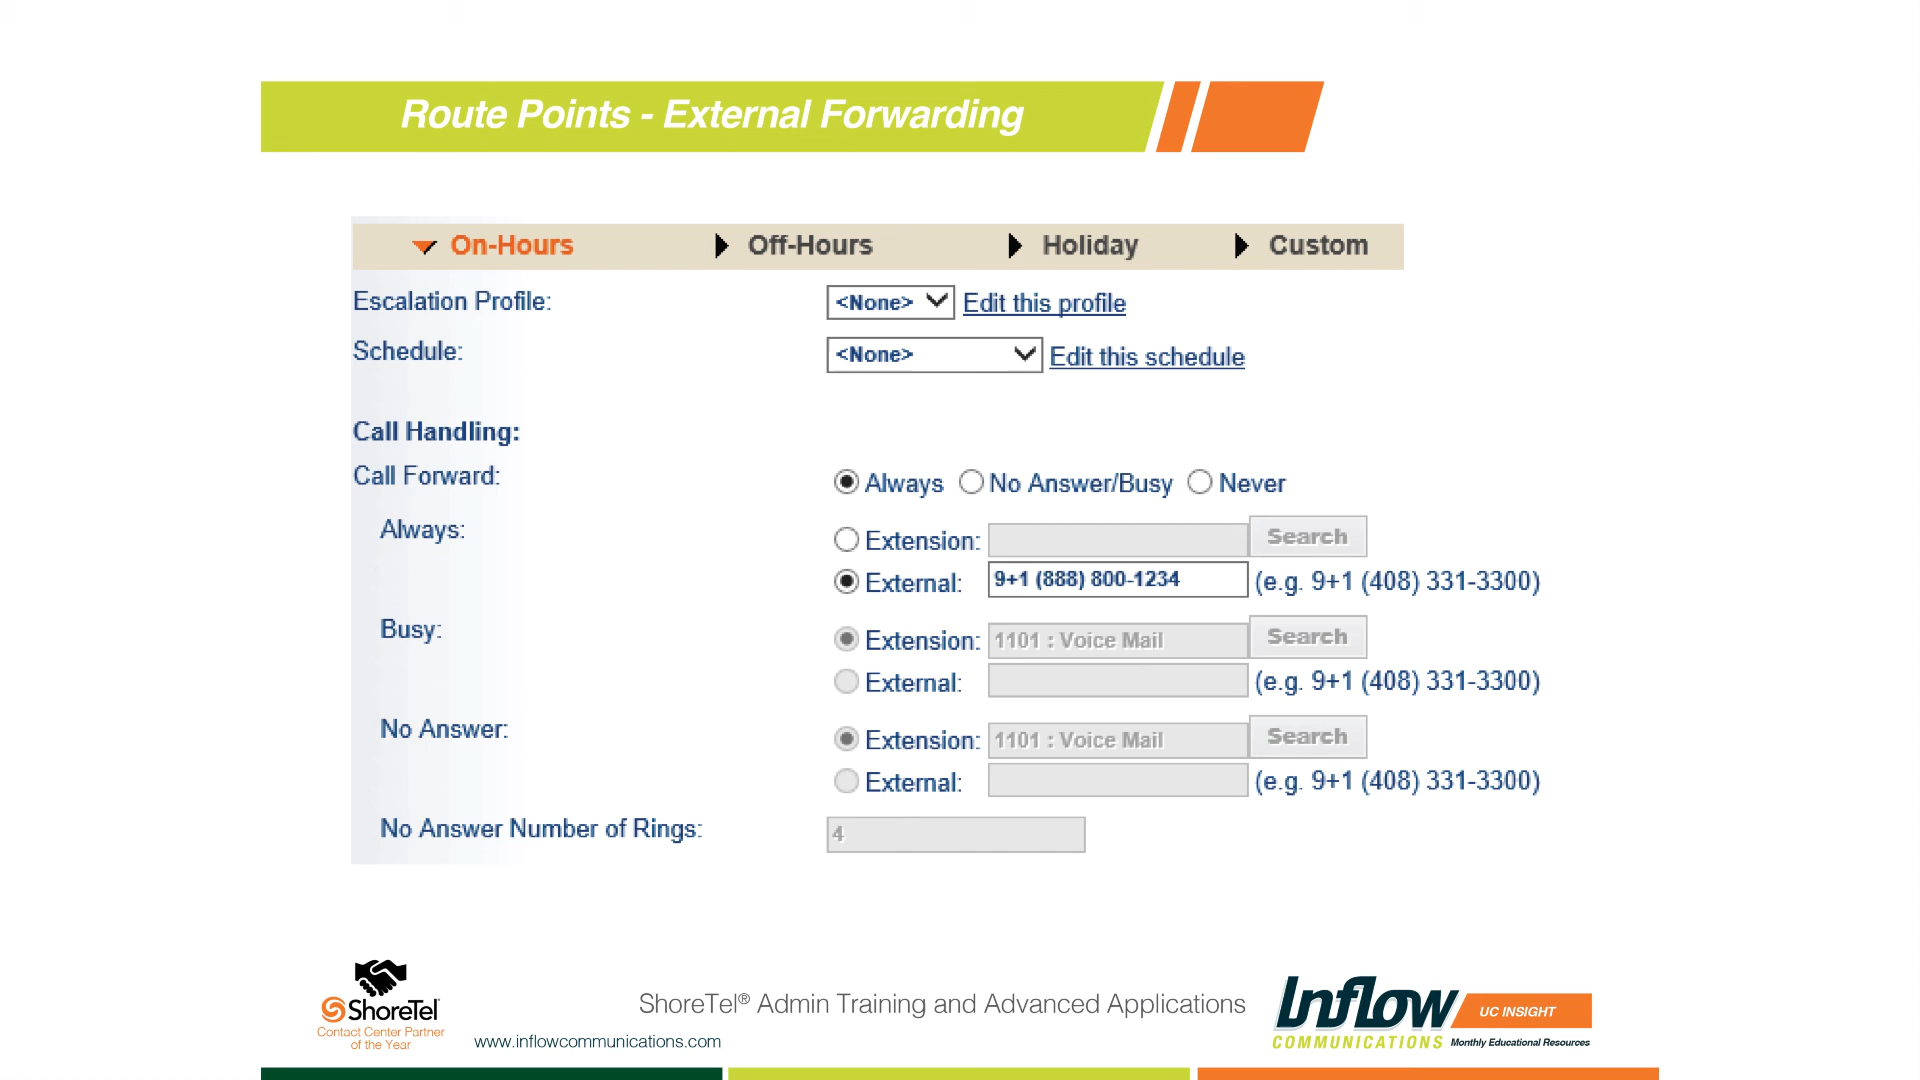 Route Points - External Forwarding
On-Hours Off-Hours Holiday Custom
Escalation Profile: <None> Edit this profile
Schedule: <None> Edit this schedule
Call Handling:
Call Forward: Always No Answer/Busy Never
Always: Extension: Search
External: 9+1 (888) 800-1234 (e.g. 9+1 (408) 331-3300)
Busy: Extension: 1101 : Voice Mail Search
External: (e.g. 9+1 (408) 331-3300)
No Answer: Extension: 1101 : Voice Mail Search
External: (e.g. 9+1 (408) 331-3300)
No Answer Number of Rings: 4
ShoreTel
Contact Center Partner
of the Year
www.inflowcommunications.com
ShoreTel® Admin Training and Advanced Applications
Inflow
COMMUNICATIONS
UC INSIGHT
Monthly Educational Resources